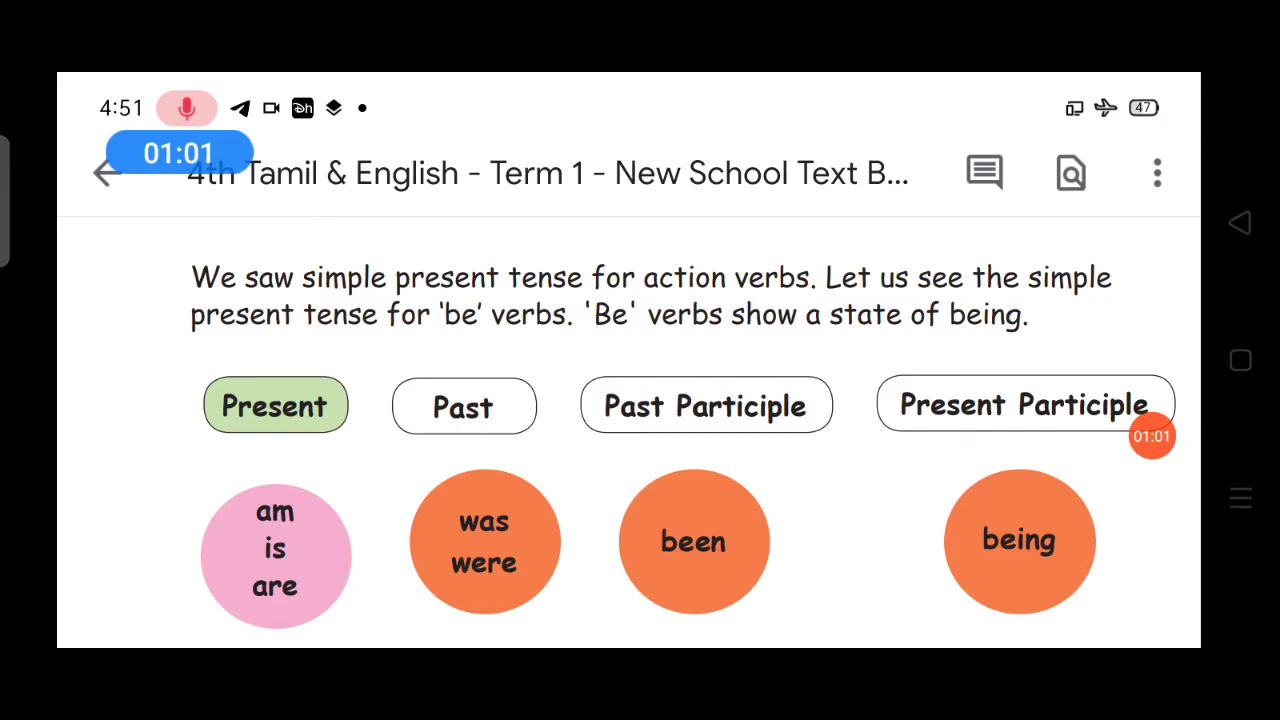 4:51
Dh
47
01:01
4th Tamil & English - Term 1 - New School Text B...
We saw simple present tense for action verbs. Let us see the simple
present tense for ‘be’ verbs. 'Be' verbs show a state of being.
Present Past Past Participle Present Participle
01:01
am
is
are
was
were
been
being